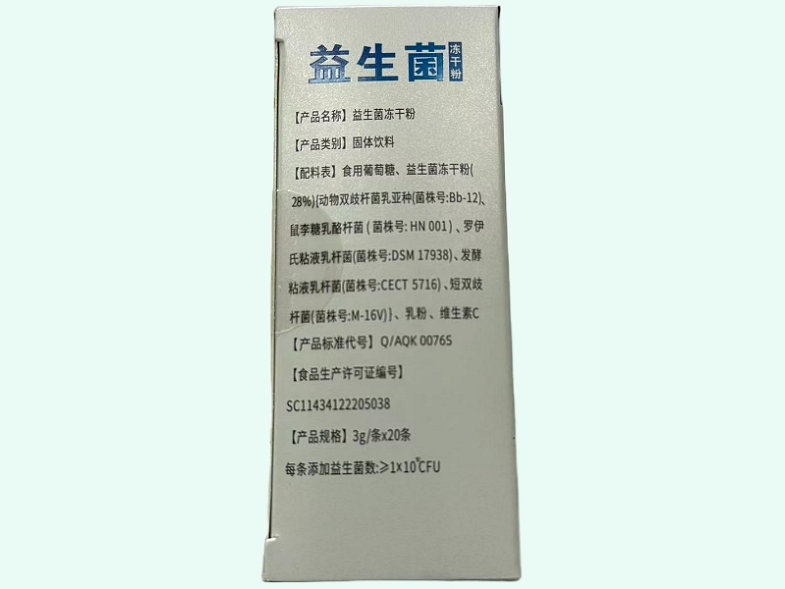 益生菌 冻干粉
【产品名称】益生菌冻干粉
【产品类别】固体饮料
【配料表】食用葡萄糖、益生菌冻干粉(
28%){动物双歧杆菌乳亚种(菌株号:Bb-12)、
鼠李糖乳酪杆菌(菌株号: HN 001)、罗伊
氏粘液乳杆菌(菌株号:DSM 17938)、发酵
粘液乳杆菌(菌株号:CECT 5716)、短双歧
杆菌(菌株号:M-16V)}、乳粉、维生素C
【产品标准代号】Q/AQK 0076S
【食品生产许可证编号】
SC11434122205038
【产品规格】3g/条x20条
每条添加益生菌数:≥1x10 CFU